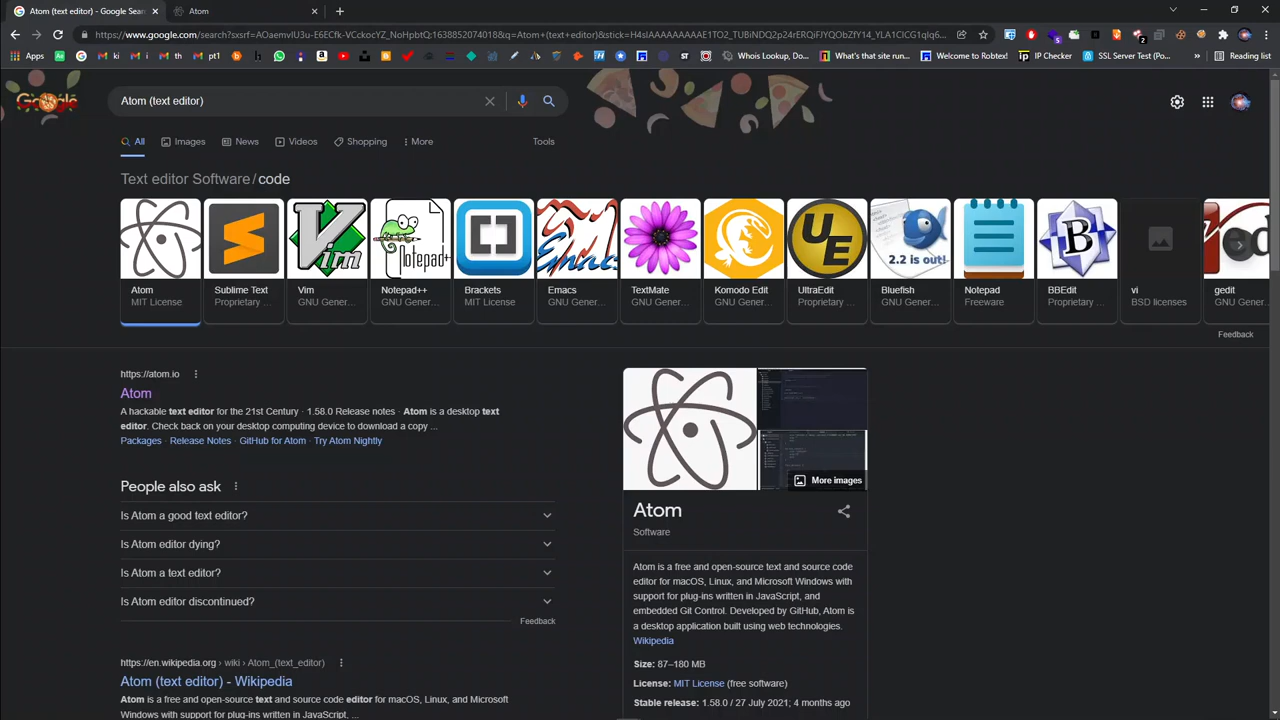 Atom (text editor) - Google Sear
Atom
https://www.google.com/search?sxsrf=AOaemvIU3u-E6ECfk-VCckocYZ_NoHpbtQ:1638852074018&q=Atom+(text+editor)&stick=H4sIAAAAAAAAAE1TO2_TUBiNDQ2p24rERQiFJYQObZfY14_YLA1CICG1qlq6...
Apps
ki
i
th
pt1
ST
Whois Lookup, Do...
What's that site run...
Welcome to Robtex!
ip IP Checker
SSL Server Test (Po...
»
Reading list
Google
Atom (text editor)
All
Images
News
Videos
Shopping
More
Tools
Text editor Software/code
Vim
Notepad+
Emacs
UE
2.2 is out!
B
Atom
Sublime Text
Vim
Notepad++
Brackets
Emacs
TextMate
Komodo Edit
UltraEdit
Bluefish
Notepad
BBEdit
vi
gedit
MIT License
Proprietary ...
GNU Gener...
GNU Gener...
MIT License
GNU Gener...
GNU Gener...
GNU Gener...
Proprietary ...
GNU Gener...
Freeware
Proprietary ...
BSD licenses
GNU Gener...
Feedback
https://atom.io
Atom
A hackable text editor for the 21st Century · 1.58.0 Release notes · Atom is a desktop text
editor. Check back on your desktop computing device to download a copy ...
Packages · Release Notes · GitHub for Atom · Try Atom Nightly
People also ask
Is Atom a good text editor?
Is Atom editor dying?
Is Atom a text editor?
Is Atom editor discontinued?
Feedback
https://en.wikipedia.org › wiki › Atom_(text_editor)
Atom (text editor) - Wikipedia
Atom is a free and open-source text and source code editor for macOS, Linux, and Microsoft
Windows with support for plug-ins written in JavaScript, ...
More images
Atom
Software
Atom is a free and open-source text and source code
editor for macOS, Linux, and Microsoft Windows with
support for plug-ins written in JavaScript, and
embedded Git Control. Developed by GitHub, Atom is
a desktop application built using web technologies.
Wikipedia
Size: 87–180 MB
License: MIT License (free software)
Stable release: 1.58.0 / 27 July 2021; 4 months ago